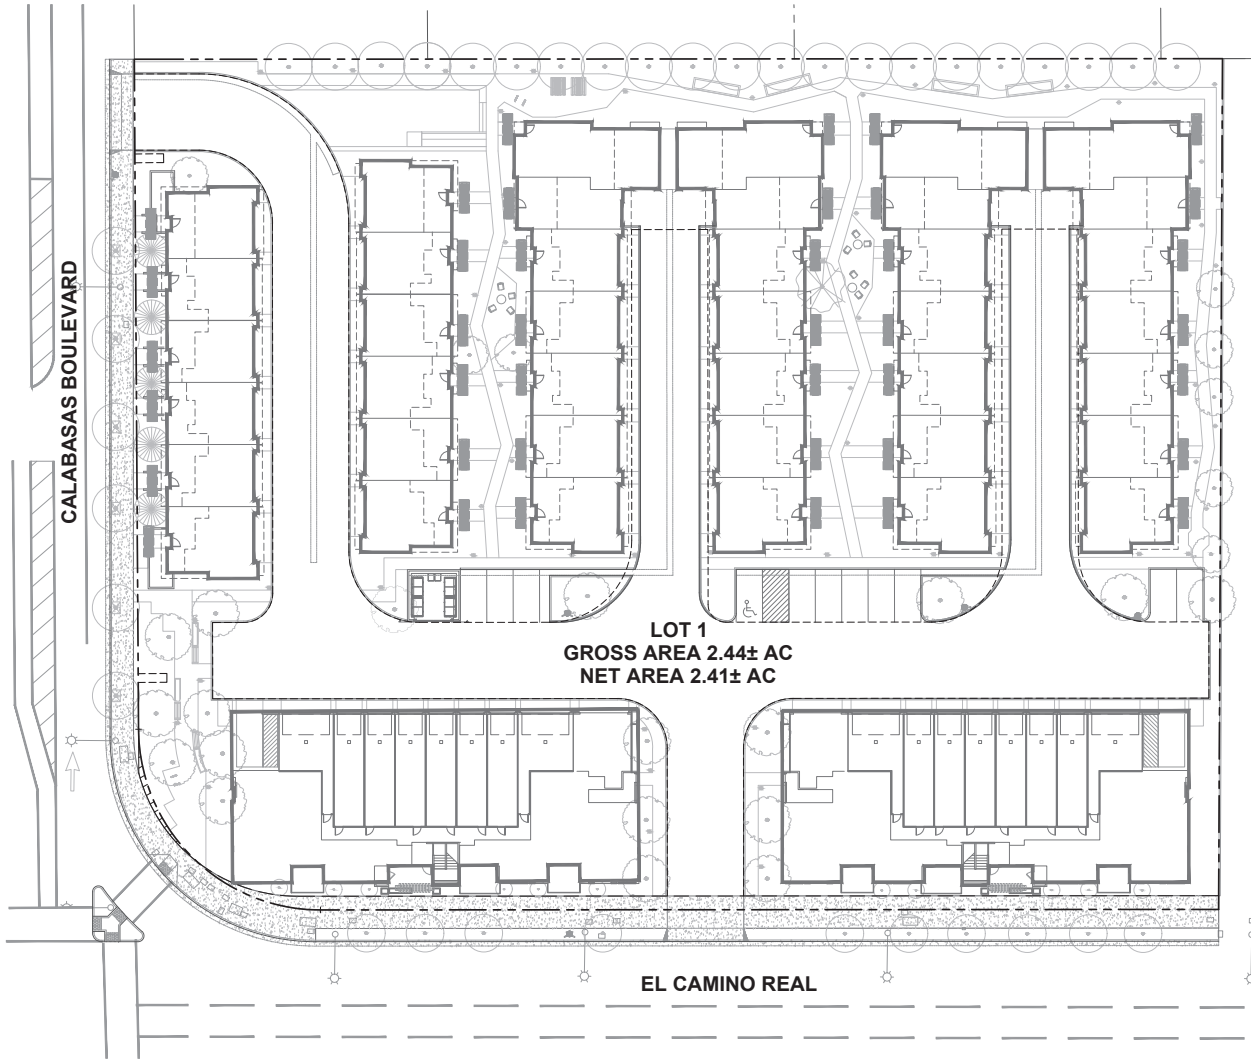 CALABASAS BOULEVARD
LOT 1
GROSS AREA 2.44± AC
NET AREA 2.41± AC
EL CAMINO REAL